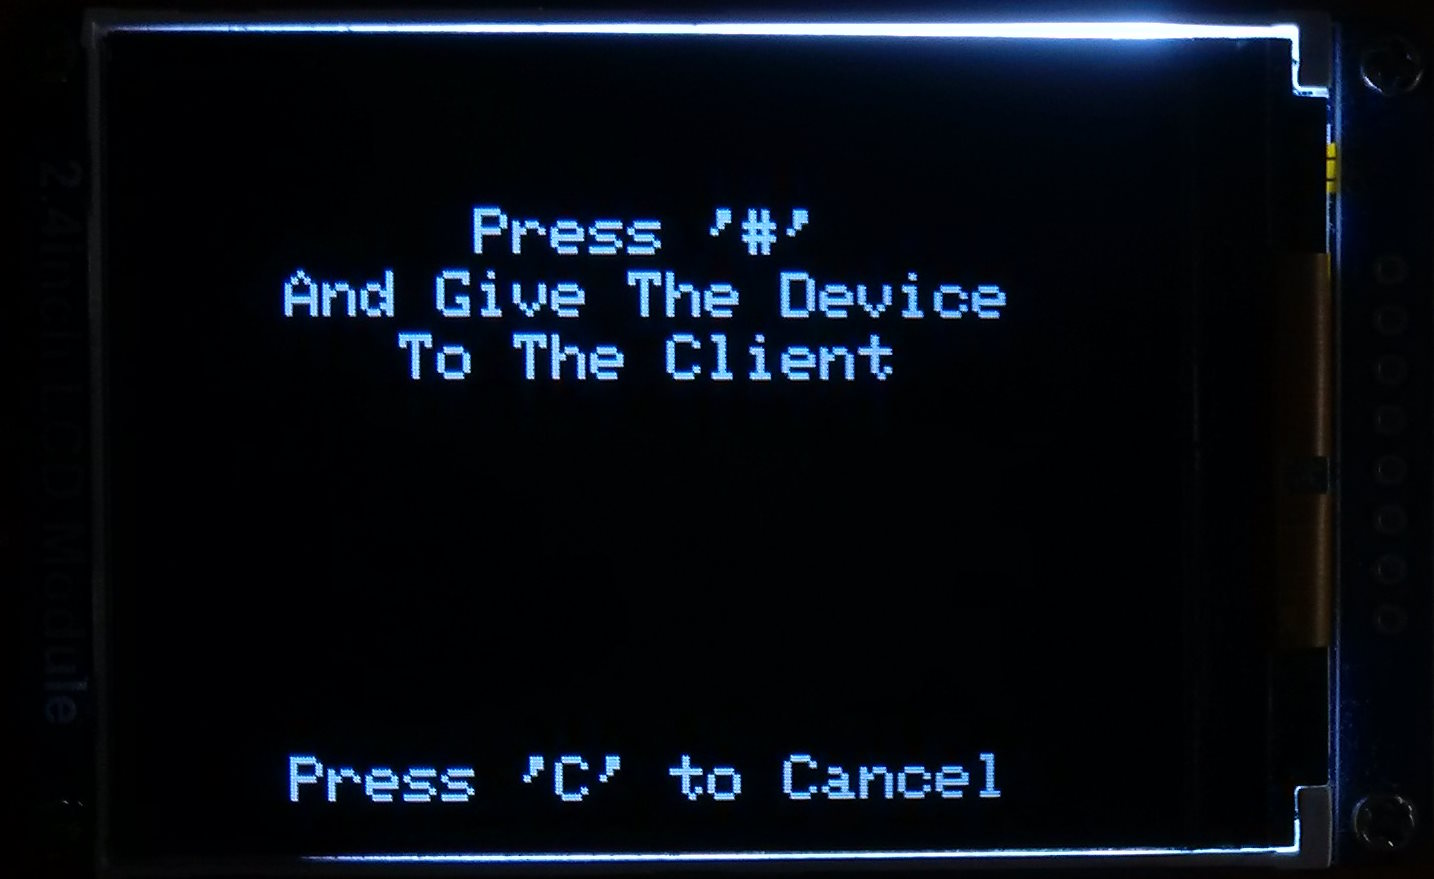 Press '#'
And Give The Device
To The Client
Press 'C' to Cancel
2.4inch LCD Module